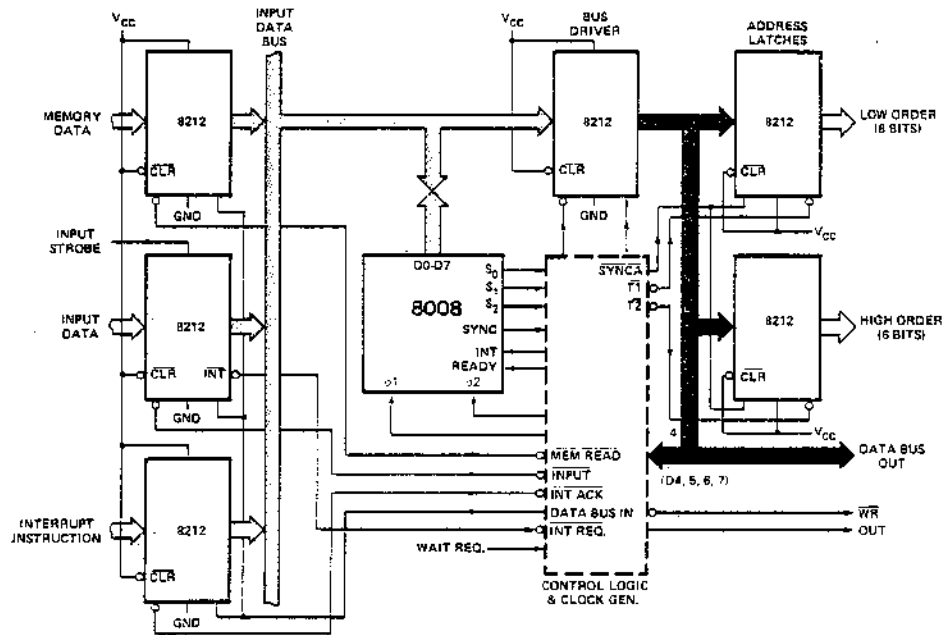 VCC
INPUT
DATA
BUS
VCC
BUS
DRIVER
ADDRESS
LATCHES
MEMORY
DATA
8212
CLR
GND
8212
CLR
GND
8212
CLR
LOW ORDER
(8 BITS)
VCC
INPUT
STROBE
INPUT
DATA
8212
CLR
INT
GND
D0-D7
8008
S0
S1
S2
SYNC
INT
READY
ø1
ø2
SYNCA
T1
T2
8212
CLR
HIGH ORDER
(6 BITS)
VCC
4
DATA BUS
OUT
(D4, 5, 6, 7)
MEM READ
INPUT
INT ACK
DATA BUS IN
INT REQ.
WAIT REQ.
WR
OUT
INTERRUPT
INSTRUCTION
8212
CLR
GND
CONTROL LOGIC
& CLOCK GEN.